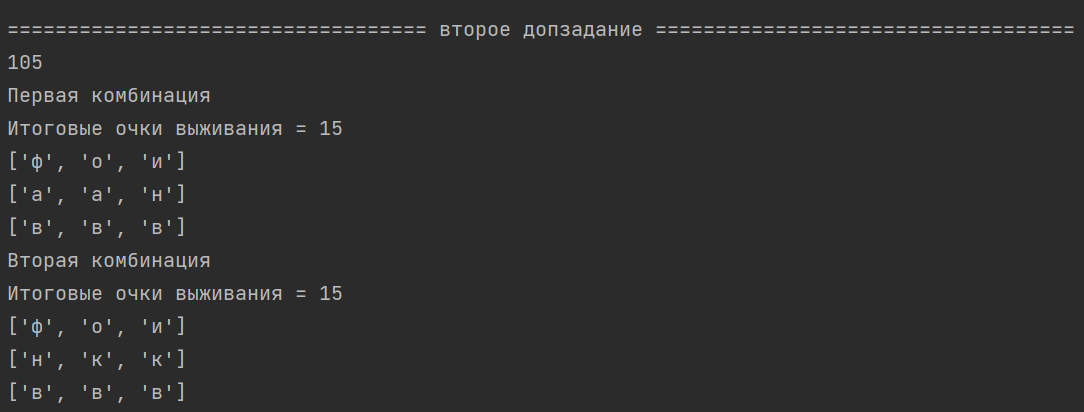 =================================== второе допзадание ===================================
105
Первая комбинация
Итоговые очки выживания = 15
['ф', 'о', 'и']
['а', 'а', 'н']
['в', 'в', 'в']
Вторая комбинация
Итоговые очки выживания = 15
['ф', 'о', 'и']
['н', 'к', 'к']
['в', 'в', 'в']